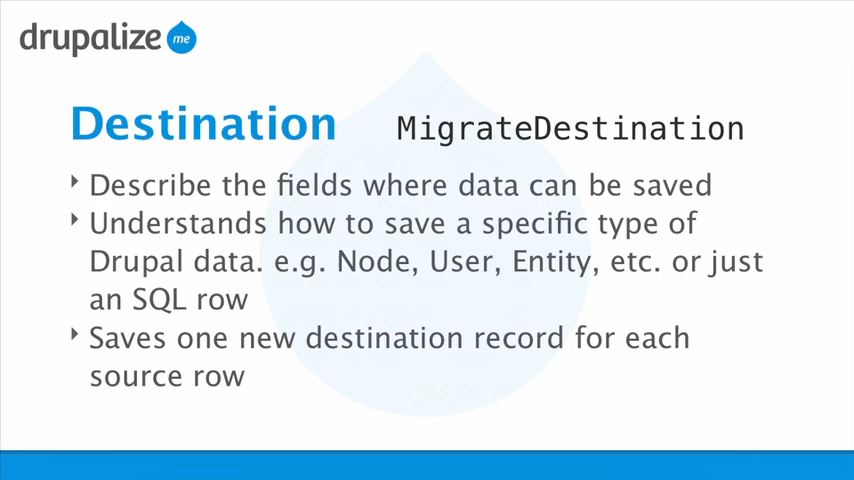 drupalize me
Destination MigrateDestination
Describe the fields where data can be saved
Understands how to save a specific type of
Drupal data. e.g. Node, User, Entity, etc. or just
an SQL row
Saves one new destination record for each
source row